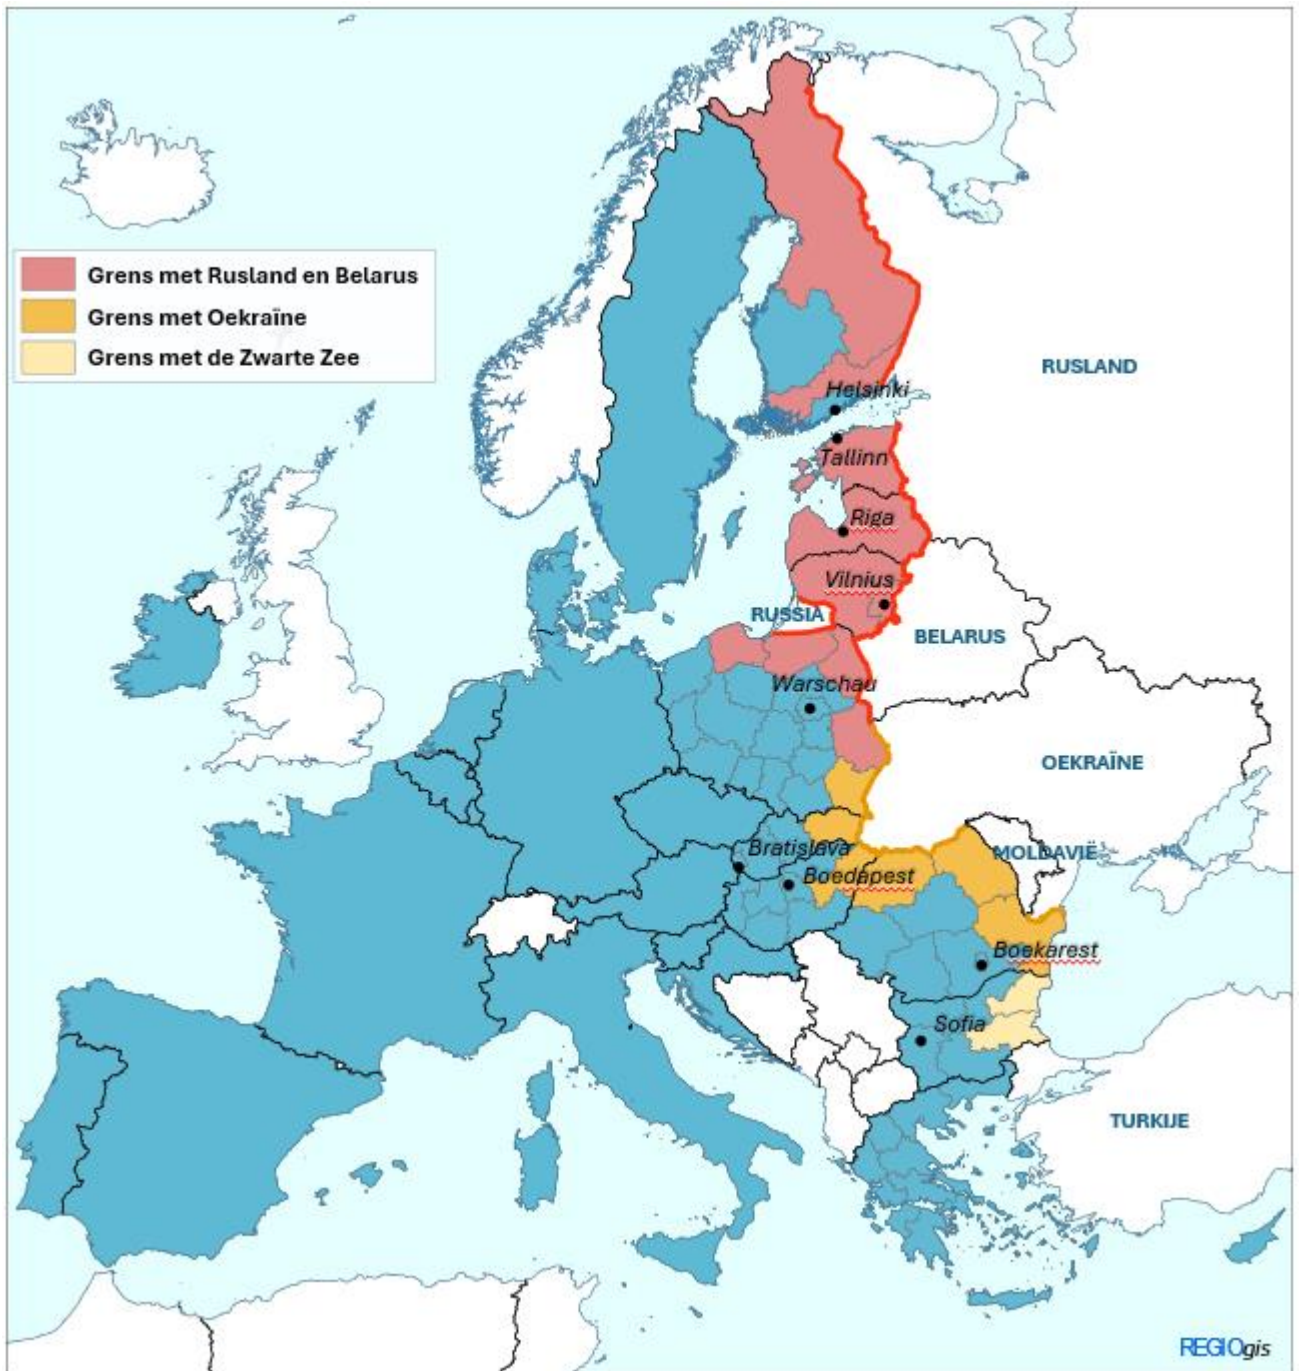 Grens met Rusland en Belarus
Grens met Oekraïne
Grens met de Zwarte Zee
RUSLAND
Helsinki
Tallinn
Riga
Vilnius
RUSSIA
BELARUS
Warschau
OEKRAÏNE
Bratislava
MOLDAVIË
Boedapest
Boekarest
Sofia
TURKIJE
REGIOgis